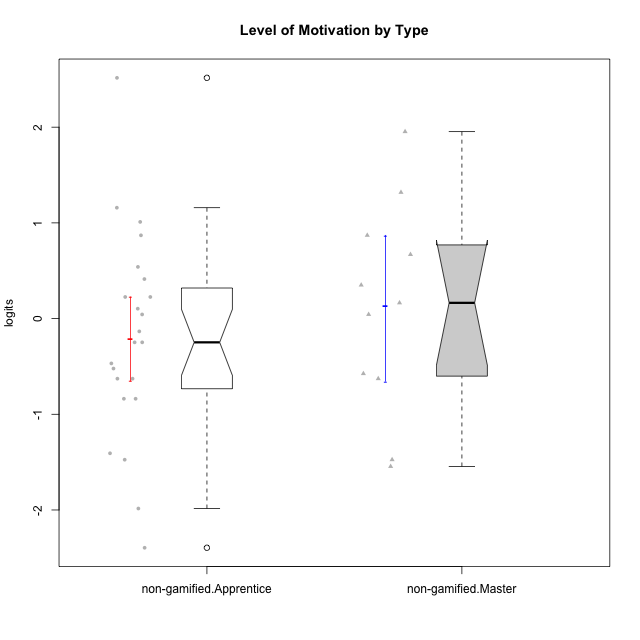 Level of Motivation by Type
logits
2
1
0
-1
-2
non-gamified.Apprentice
non-gamified.Master